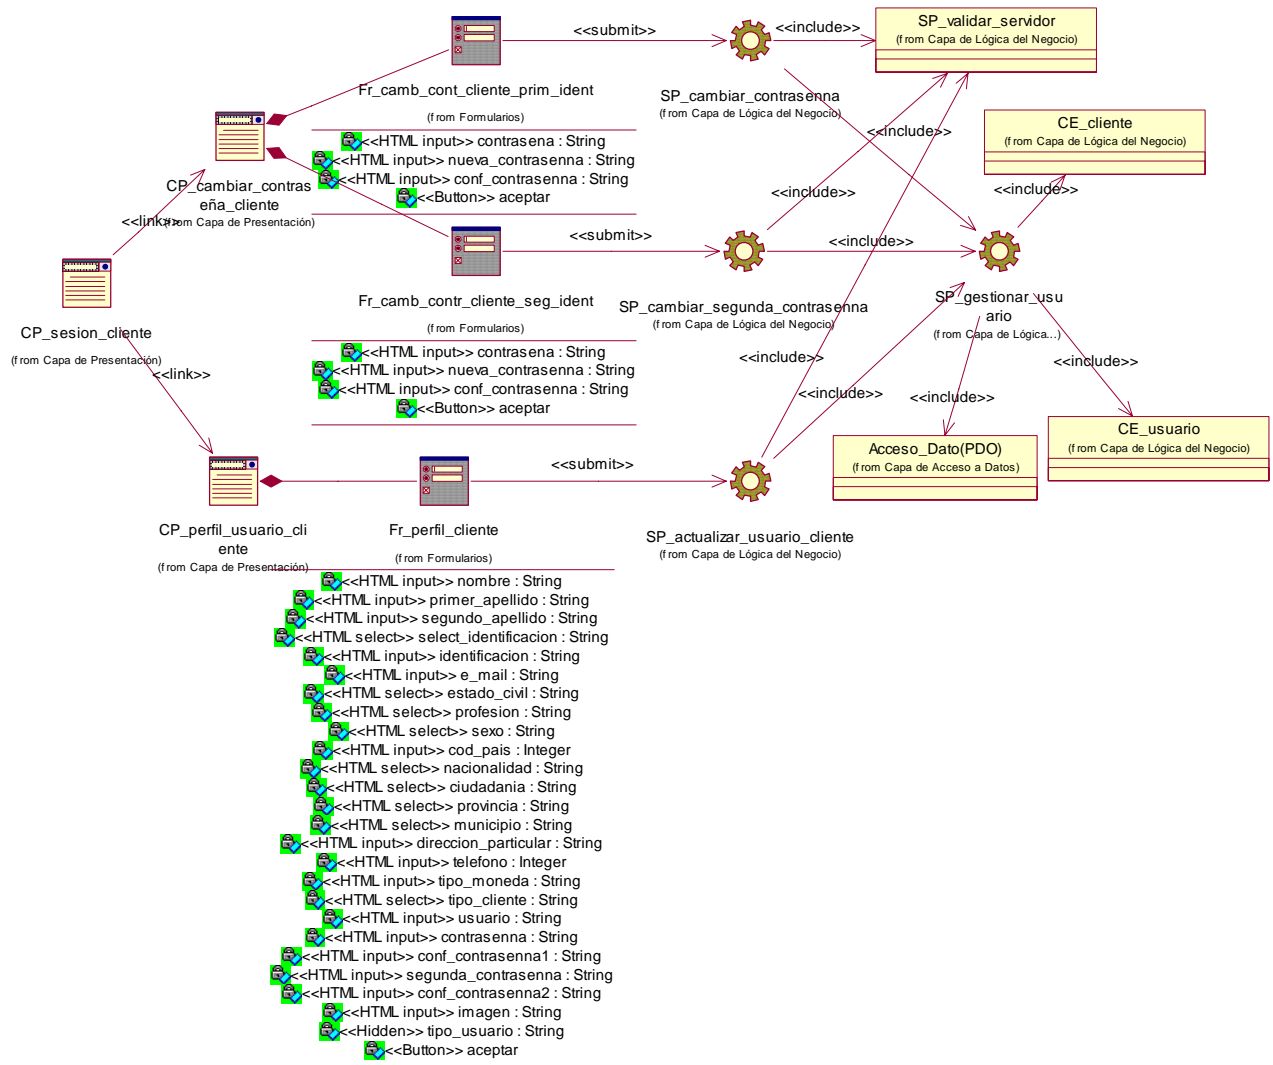 <<submit>>
<<include>>
SP_validar_servidor
(from Capa de Lógica del Negocio)
Fr_camb_cont_cliente_prim_ident
(from Formularios)
<<HTML input>> contrasena : String
<<HTML input>> nueva_contrasenna : String
<<HTML input>> conf_contrasenna : String
<<Button>> aceptar
SP_cambiar_contrasenna
(from Capa de Lógica del Negocio)
<<include>>
CE_cliente
(from Capa de Lógica del Negocio)
CP_cambiar_contras
eña_cliente
(from Capa de Presentación)
<<link>>
<<include>>
<<include>>
<<submit>>
<<include>>
CP_sesion_cliente
(from Capa de Presentación)
<<link>>
Fr_camb_contr_cliente_seg_ident
(from Formularios)
<<HTML input>> contrasena : String
<<HTML input>> nueva_contrasenna : String
<<HTML input>> conf_contrasenna : String
<<Button>> aceptar
SP_cambiar_segunda_contrasenna
(from Capa de Lógica del Negocio)
SP_gestionar_usu
ario
(from Capa de Lógica...)
<<include>>
<<include>>
<<include>>
<<include>>
Acceso_Dato(PDO)
(from Capa de Acceso a Datos)
CE_usuario
(from Capa de Lógica del Negocio)
<<submit>>
CP_perfil_usuario_cli
ente
(from Capa de Presentación)
Fr_perfil_cliente
(from Formularios)
SP_actualizar_usuario_cliente
(from Capa de Lógica del Negocio)
<<HTML input>> nombre : String
<<HTML input>> primer_apellido : String
<<HTML input>> segundo_apellido : String
<<HTML select>> select_identificacion : String
<<HTML input>> identificacion : String
<<HTML input>> e_mail : String
<<HTML select>> estado_civil : String
<<HTML select>> profesion : String
<<HTML select>> sexo : String
<<HTML input>> cod_pais : Integer
<<HTML select>> nacionalidad : String
<<HTML select>> ciudadania : String
<<HTML select>> provincia : String
<<HTML select>> municipio : String
<<HTML input>> direccion_particular : String
<<HTML input>> telefono : Integer
<<HTML input>> tipo_moneda : String
<<HTML select>> tipo_cliente : String
<<HTML input>> usuario : String
<<HTML input>> contrasenna : String
<<HTML input>> conf_contrasenna1 : String
<<HTML input>> segunda_contrasenna : String
<<HTML input>> conf_contrasenna2 : String
<<HTML input>> imagen : String
<<Hidden>> tipo_usuario : String
<<Button>> aceptar